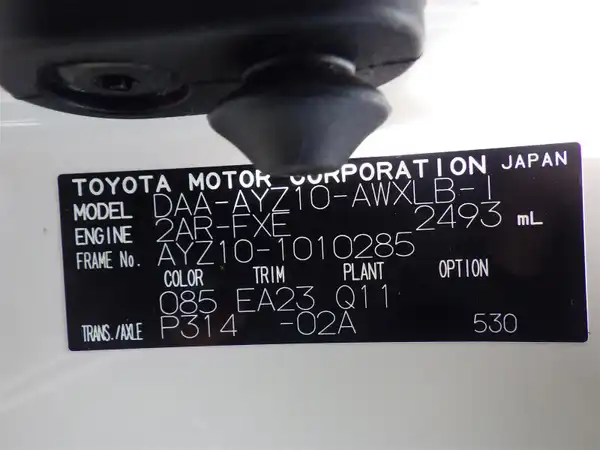 TOYOTA MOTOR CORPORATION JAPAN
MODEL DAA-AYZ10-AWXLB-I
ENGINE 2AR-FXE 2493 mL
FRAME No. AYZ10-1010285
COLOR TRIM PLANT OPTION
085 EA23 Q11
TRANS./AXLE P314 -02A 530